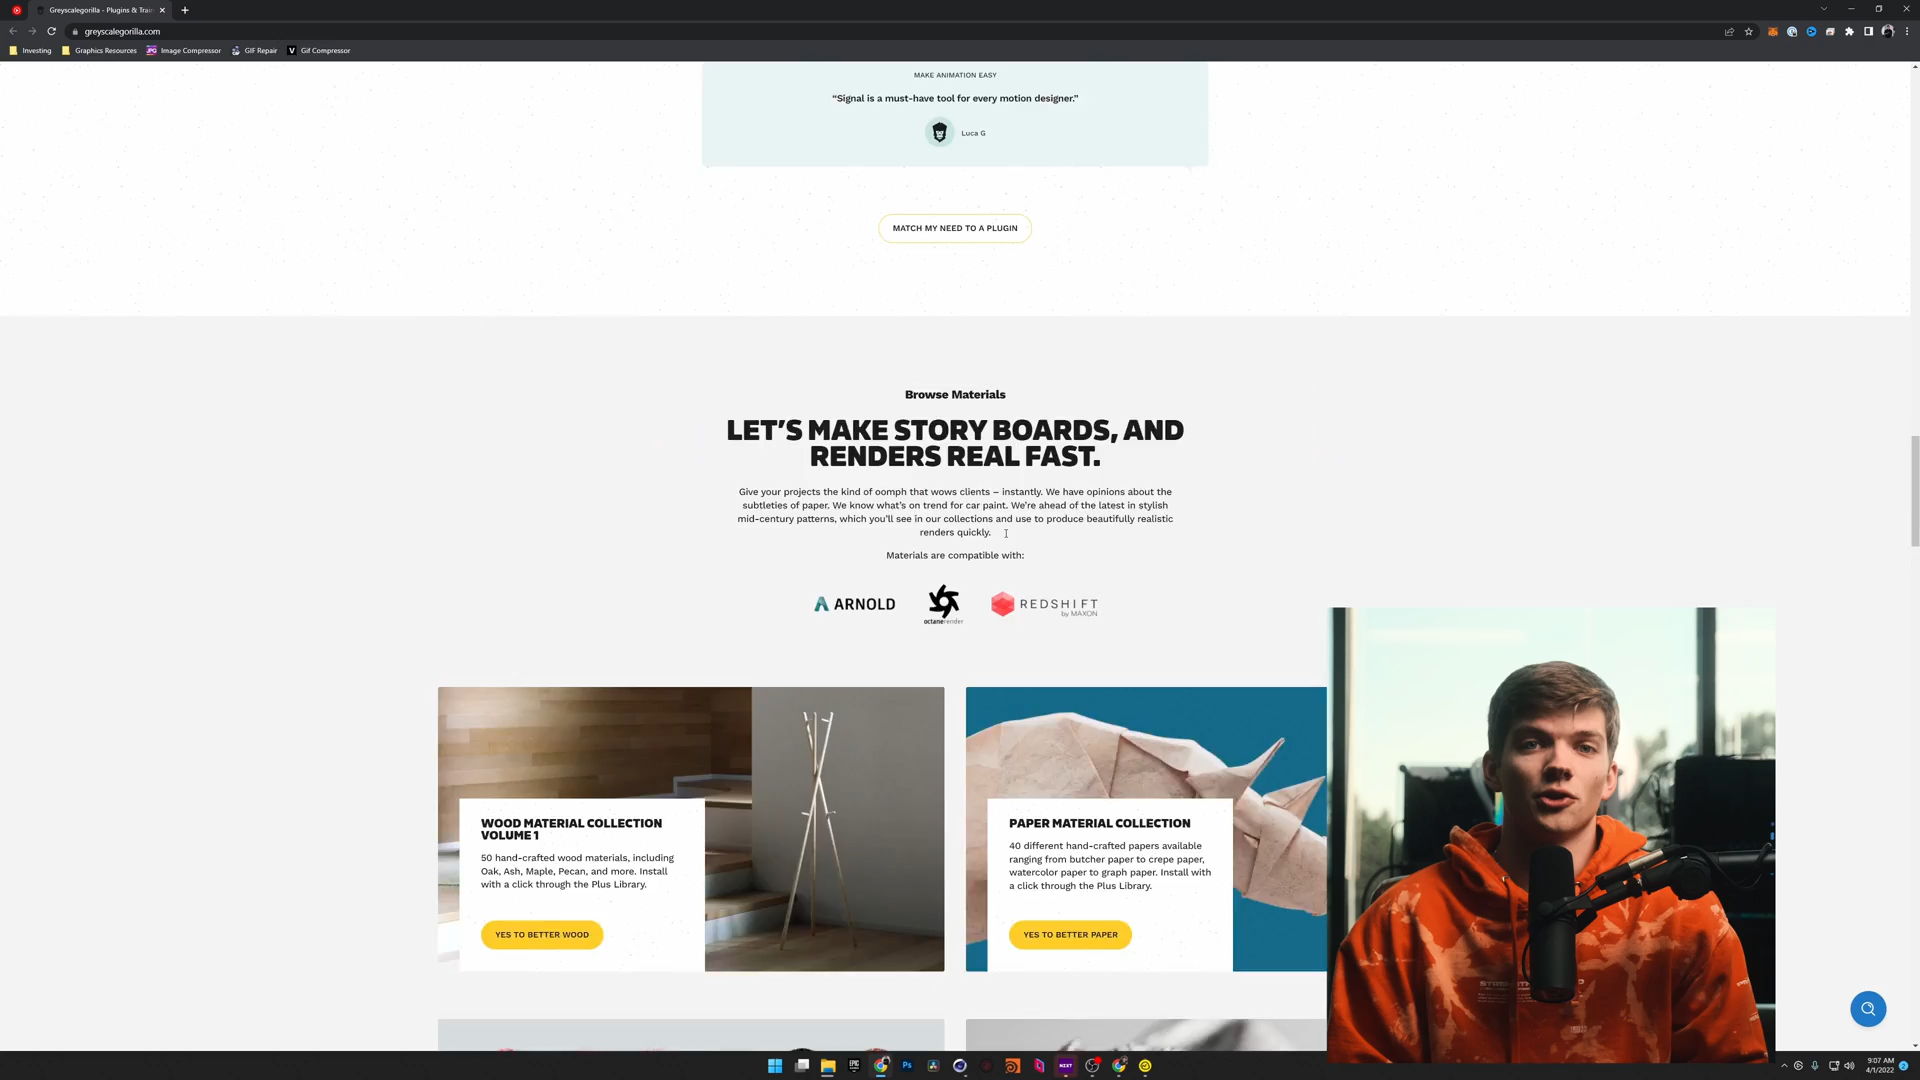 Greyscalegorilla - Plugins & Trai
greyscalegorilla.com
Investing
Graphics Resources
Image Compressor
GIF Repair
Gif Compressor
MAKE ANIMATION EASY
“Signal is a must-have tool for every motion designer.”
Luca G
MATCH MY NEED TO A PLUGIN
Browse Materials
LET’S MAKE STORY BOARDS, AND
RENDERS REAL FAST.
Give your projects the kind of oomph that wows clients – instantly. We have opinions about the
subtleties of paper. We know what’s on trend for car paint. We’re ahead of the latest in stylish
mid-century patterns, which you’ll see in our collections and use to produce beautifully realistic
renders quickly.
Materials are compatible with:
ARNOLD
octanerender
REDSHIFT
by MAXON
WOOD MATERIAL COLLECTION
VOLUME 1
50 hand-crafted wood materials, including
Oak, Ash, Maple, Pecan, and more. Install
with a click through the Plus Library.
YES TO BETTER WOOD
PAPER MATERIAL COLLECTION
40 different hand-crafted papers available
ranging from butcher paper to crepe paper,
watercolor paper to graph paper. Install with
a click through the Plus Library.
YES TO BETTER PAPER
EPIC
Ps
NEXT
9:07 AM
4/1/2022